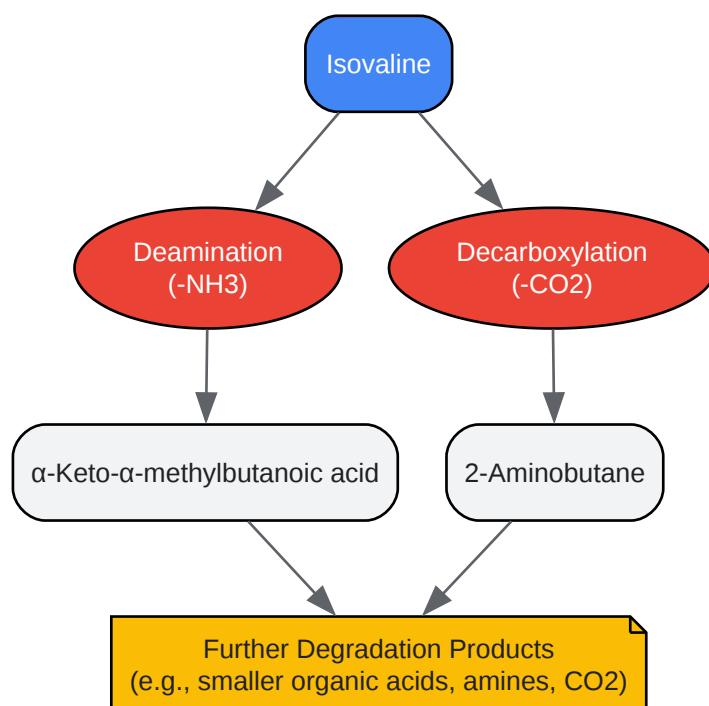 Isovaline
Deamination
(-NH3)
Decarboxylation
(-CO2)
α-Keto-α-methylbutanoic acid
2-Aminobutane
Further Degradation Products
(e.g., smaller organic acids, amines, CO2)